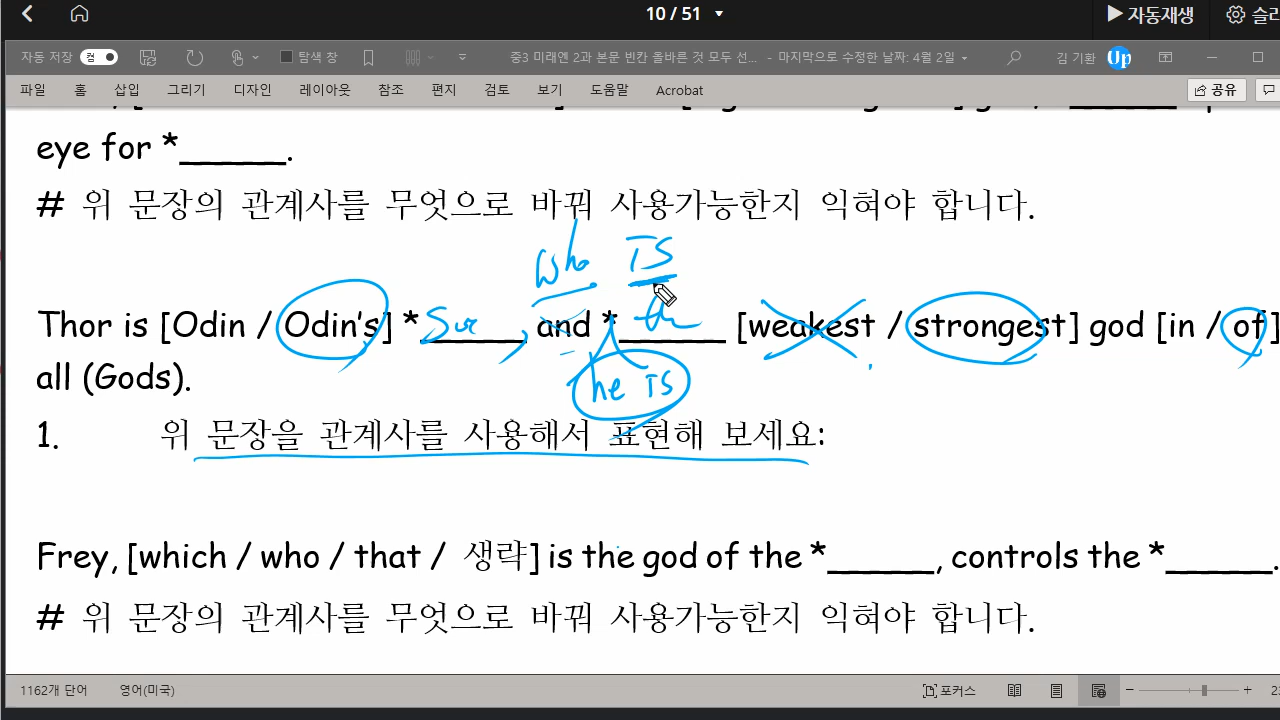 10 / 51
자동재생
자동 저장 컴 탐색 창 중3 미래엔 2과 본문 빈칸 올바른 것 모두 선... - 마지막으로 수정한 날짜: 4월 2일 김 기환 Up
파일 홈 삽입 그리기 디자인 레이아웃 참조 편지 검토 보기 도움말 Acrobat 공유
eye for *______.
# 위 문장의 관계사를 무엇으로 바꿔 사용가능한지 익혀야 합니다.
who IS
Thor is [Odin / Odin's] *______, and *______ [weakest / strongest] god [in / of]
he IS
all (Gods).
1. 위 문장을 관계사를 사용해서 표현해 보세요:
Frey, [which / who / that / 생략] is the god of the *______, controls the *______.
# 위 문장의 관계사를 무엇으로 바꿔 사용가능한지 익혀야 합니다.
1162개 단어 영어(미국) 포커스